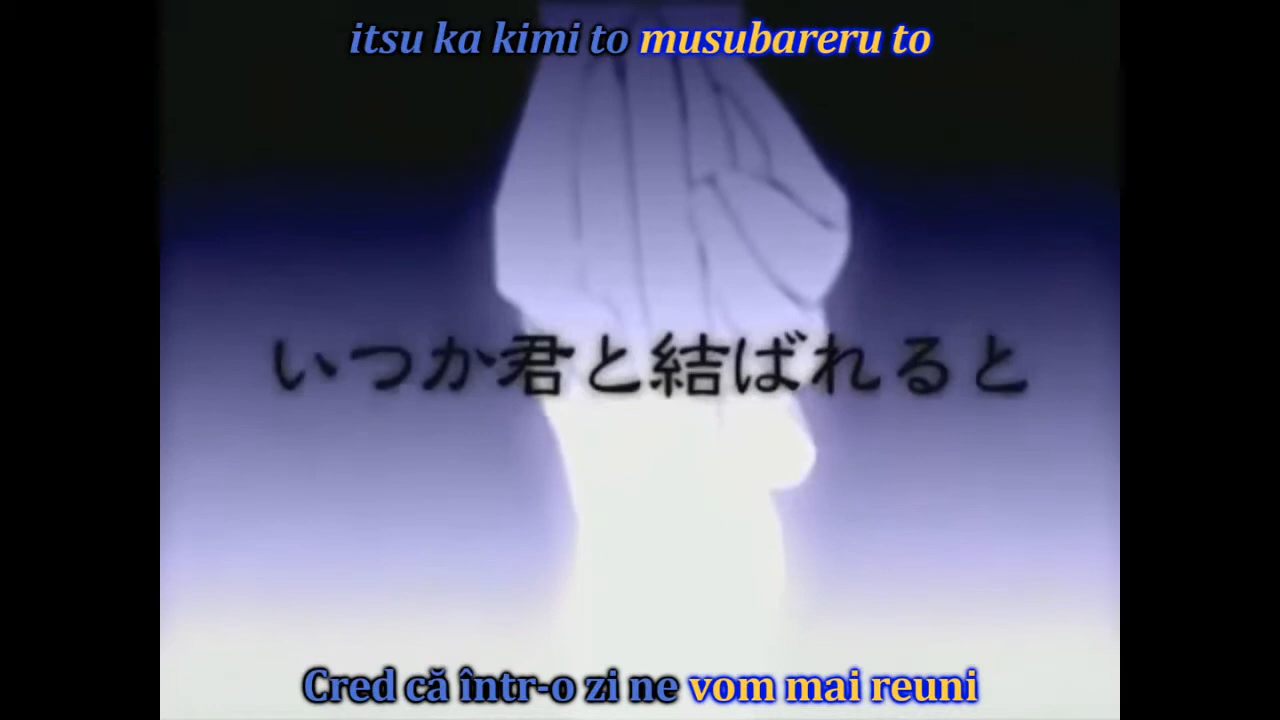 itsu ka kimi to musubareru to
いつか君と結ばれると
Cred că într-o zi ne vom mai reuni